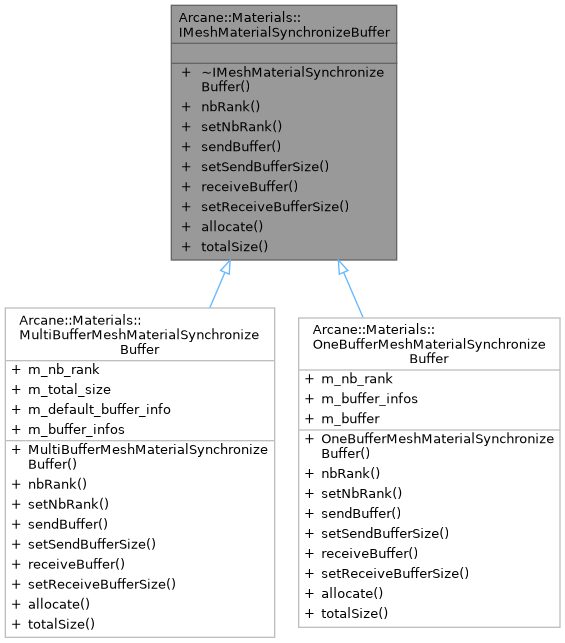 Arcane::Materials::
IMeshMaterialSynchronizeBuffer
+ ~IMeshMaterialSynchronize
Buffer()
+ nbRank()
+ setNbRank()
+ sendBuffer()
+ setSendBufferSize()
+ receiveBuffer()
+ setReceiveBufferSize()
+ allocate()
+ totalSize()
Arcane::Materials::
MultiBufferMeshMaterialSynchronize
Buffer
+ m_nb_rank
+ m_total_size
+ m_default_buffer_info
+ m_buffer_infos
+ MultiBufferMeshMaterialSynchronize
Buffer()
+ nbRank()
+ setNbRank()
+ sendBuffer()
+ setSendBufferSize()
+ receiveBuffer()
+ setReceiveBufferSize()
+ allocate()
+ totalSize()
Arcane::Materials::
OneBufferMeshMaterialSynchronize
Buffer
+ m_nb_rank
+ m_buffer_infos
+ m_buffer
+ OneBufferMeshMaterialSynchronize
Buffer()
+ nbRank()
+ setNbRank()
+ sendBuffer()
+ setSendBufferSize()
+ receiveBuffer()
+ setReceiveBufferSize()
+ allocate()
+ totalSize()